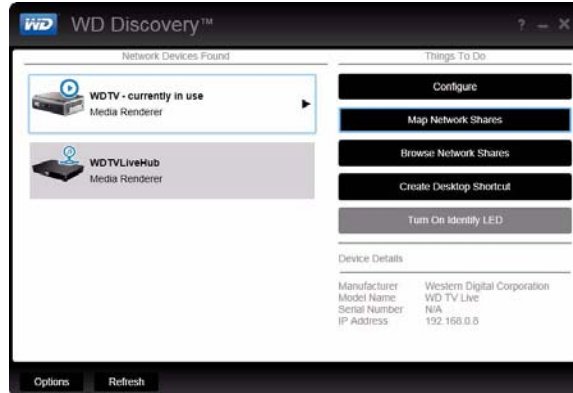 WD WD Discovery™ ? – X
Network Devices Found
WDTV - currently in use
Media Renderer
WDTVLiveHub
Media Renderer
Things To Do
Configure
Map Network Shares
Browse Network Shares
Create Desktop Shortcut
Turn On Identify LED
Device Details
Manufacturer Western Digital Corporation
Model Name WD TV Live
Serial Number N/A
IP Address 192.168.0.8
Options Refresh